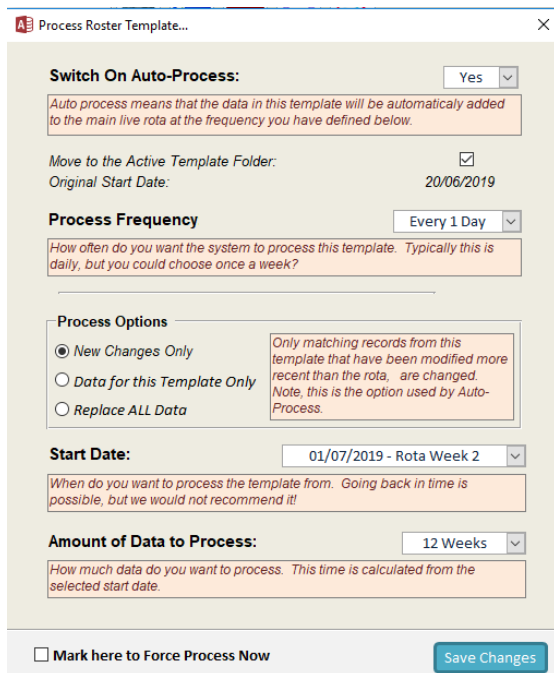 Process Roster Template...
Switch On Auto-Process:
Yes
Auto process means that the data in this template will be automaticaly added
to the main live rota at the frequency you have defined below.
Move to the Active Template Folder:
Original Start Date:
20/06/2019
Process Frequency
Every 1 Day
How often do you want the system to process this template. Typically this is
daily, but you could choose once a week?
Process Options
New Changes Only
Data for this Template Only
Replace ALL Data
Only matching records from this
template that have been modified more
recent than the rota, are changed.
Note, this is the option used by Auto-
Process.
Start Date:
01/07/2019 - Rota Week 2
When do you want to process the template from. Going back in time is
possible, but we would not recommend it!
Amount of Data to Process:
12 Weeks
How much data do you want to process. This time is calculated from the
selected start date.
Mark here to Force Process Now
Save Changes